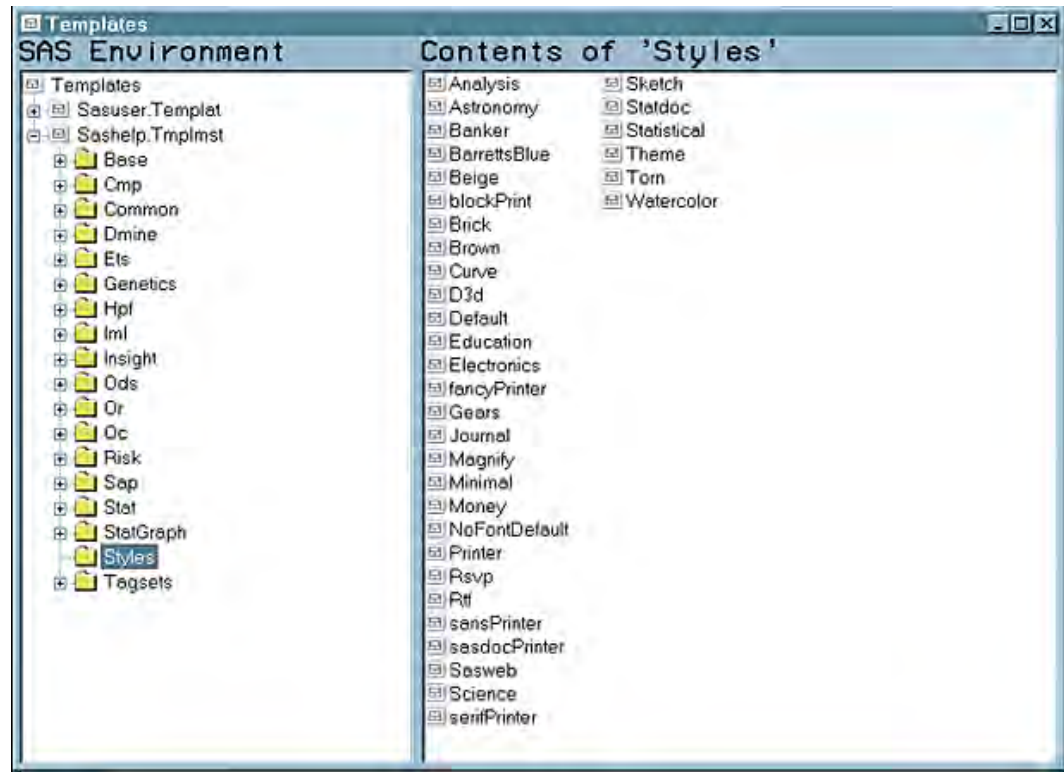 Templates
SAS Environment
Templates
Sasuser.Templat
Sashelp.Tmplmst
Base
Cmp
Common
Dmine
Ets
Genetics
Hpf
Iml
Insight
Ods
Or
Qc
Risk
Sap
Stat
StatGraph
Styles
Tagsets
Contents of 'Styles'
Analysis
Astronomy
Banker
BarrettsBlue
Beige
blockPrint
Brick
Brown
Curve
D3d
Default
Education
Electronics
fancyPrinter
Gears
Journal
Magnify
Minimal
Money
NoFontDefault
Printer
Rsvp
Rtf
sansPrinter
sasdocPrinter
Sasweb
Science
serifPrinter
Sketch
Statdoc
Statistical
Theme
Torn
Watercolor